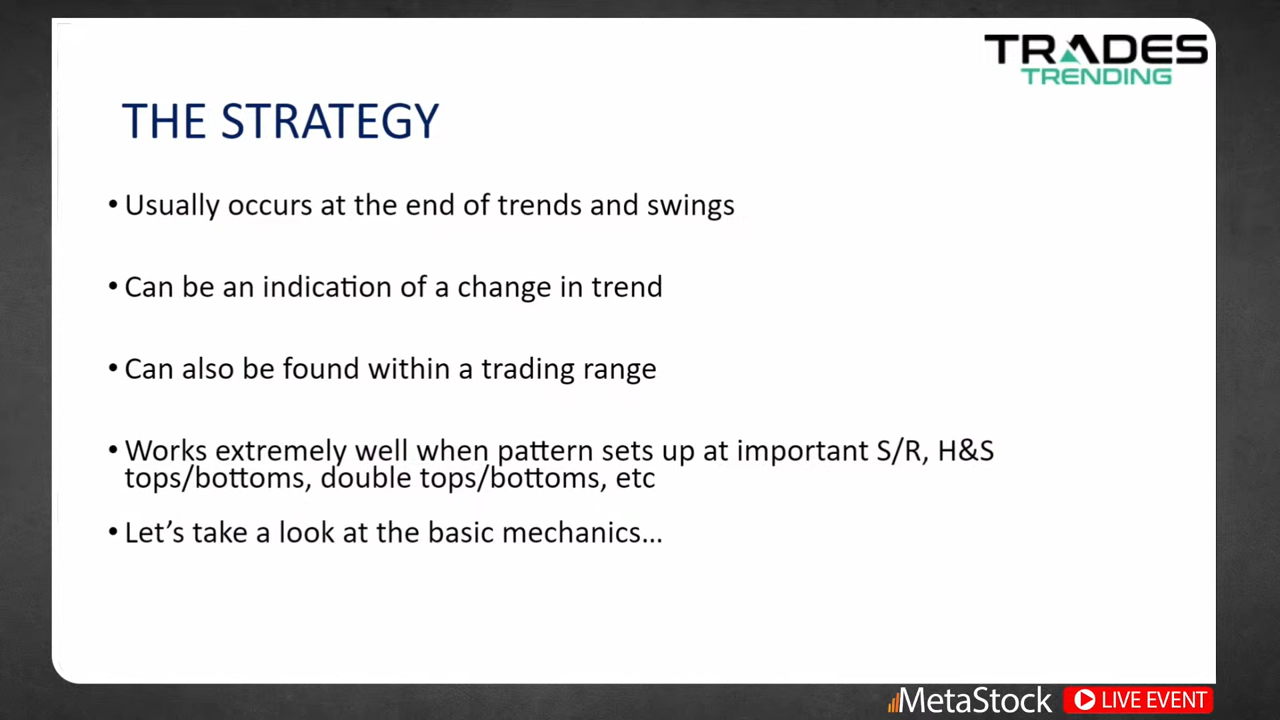 TRADES
TRENDING
THE STRATEGY
• Usually occurs at the end of trends and swings
• Can be an indication of a change in trend
• Can also be found within a trading range
• Works extremely well when pattern sets up at important S/R, H&S
tops/bottoms, double tops/bottoms, etc
• Let’s take a look at the basic mechanics...
MetaStock LIVE EVENT